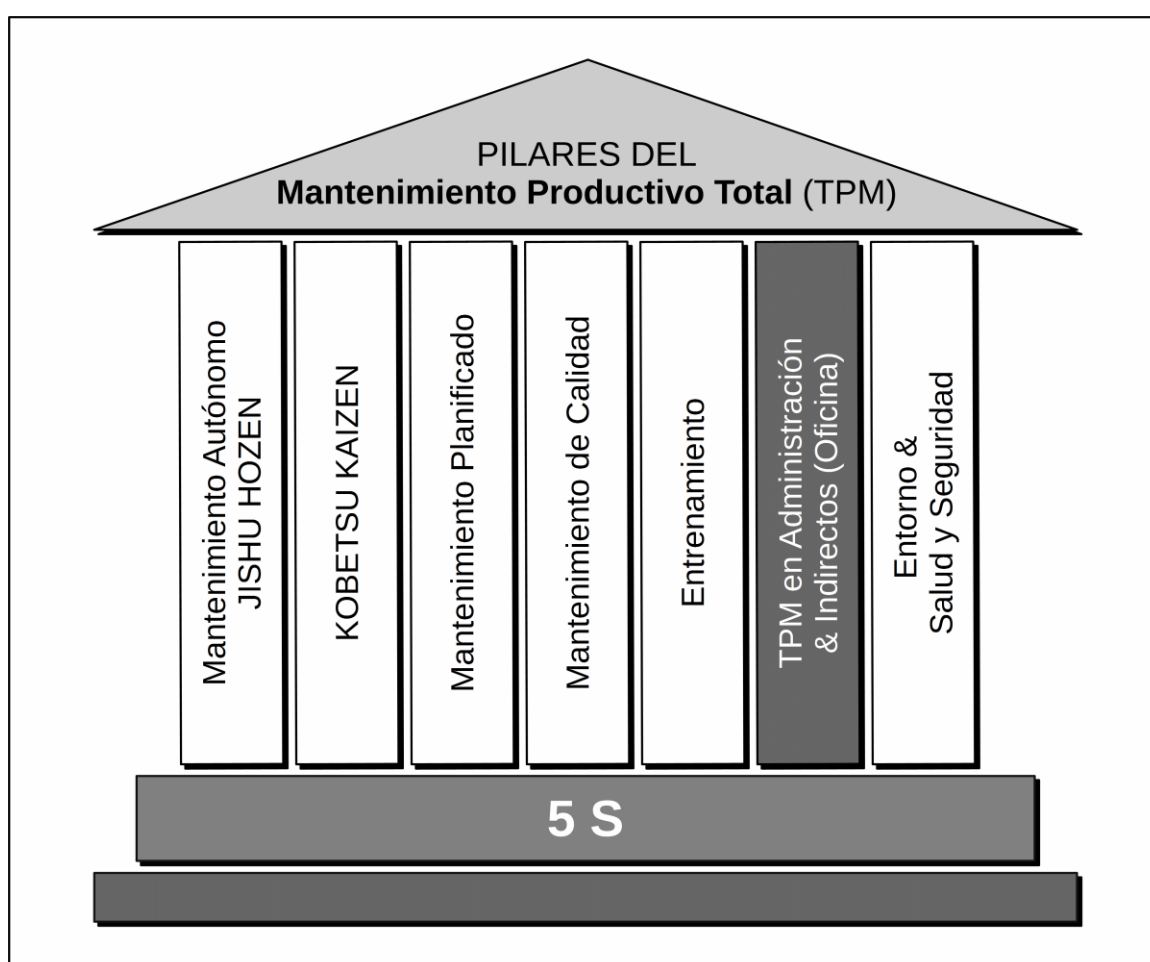 PILARES DEL
Mantenimiento Productivo Total (TPM)
Mantenimiento Autónomo
JISHU HOZEN
KOBETSU KAIZEN
Mantenimiento Planificado
Mantenimiento de Calidad
Entrenamiento
TPM en Administración
& Indirectos (Oficina)
Entorno &
Salud y Seguridad
5 S